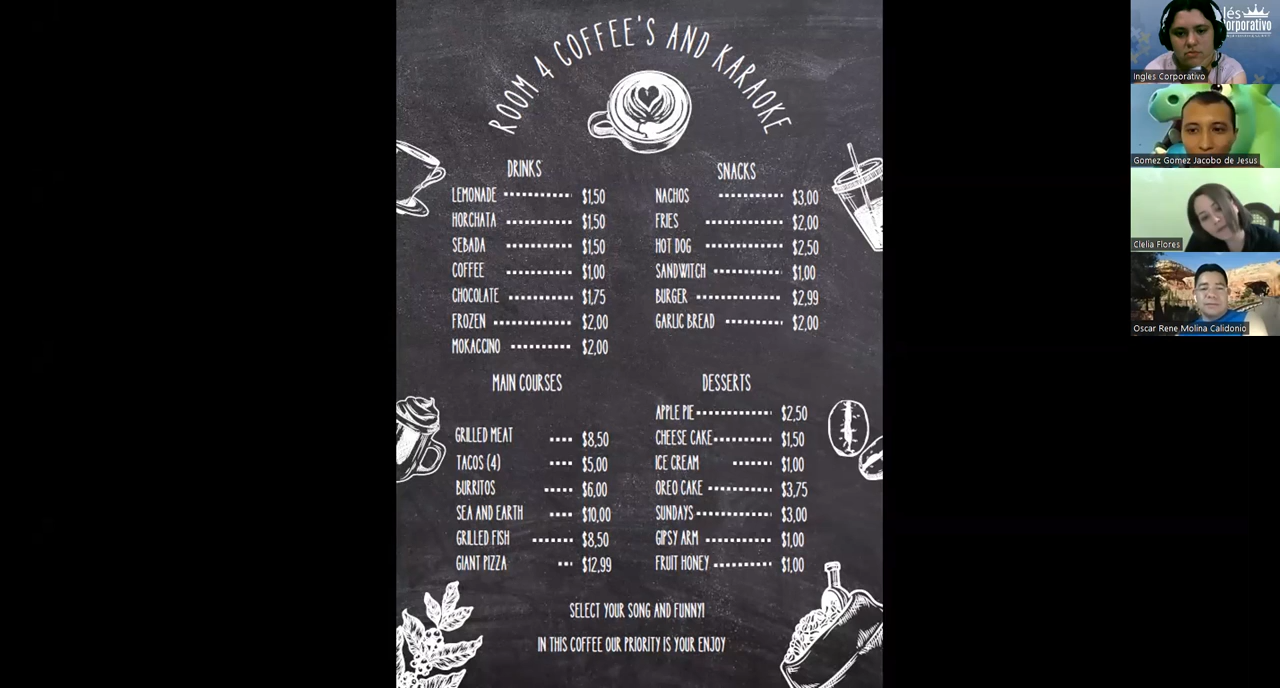 ROOM 4 COFFEE'S AND KARAOKE
DRINKS
LEMONADE $1,50
HORCHATA $1,50
SEBADA $1,50
COFFEE $1,00
CHOCOLATE $1,75
FROZEN $2,00
MOKACCINO $2,00
SNACKS
NACHOS $3,00
FRIES $2,00
HOT DOG $2,50
SANDWITCH $1,00
BURGER $2,99
GARLIC BREAD $2,00
MAIN COURSES
GRILLED MEAT $8,50
TACOS (4) $5,00
BURRITOS $6,00
SEA AND EARTH $10,00
GRILLED FISH $8,50
GIANT PIZZA $12,99
DESSERTS
APPLE PIE $2,50
CHEESE CAKE $1,50
ICE CREAM $1,00
OREO CAKE $3,75
SUNDAYS $3,00
GIPSY ARM $1,00
FRUIT HONEY $1,00
SELECT YOUR SONG AND FUNNY!
IN THIS COFFEE OUR PRIORITY IS YOUR ENJOY
Ingles Corporativo
Gomez Gomez Jacobo de Jesus
Clelia Flores
Oscar Rene Molina Calidonio